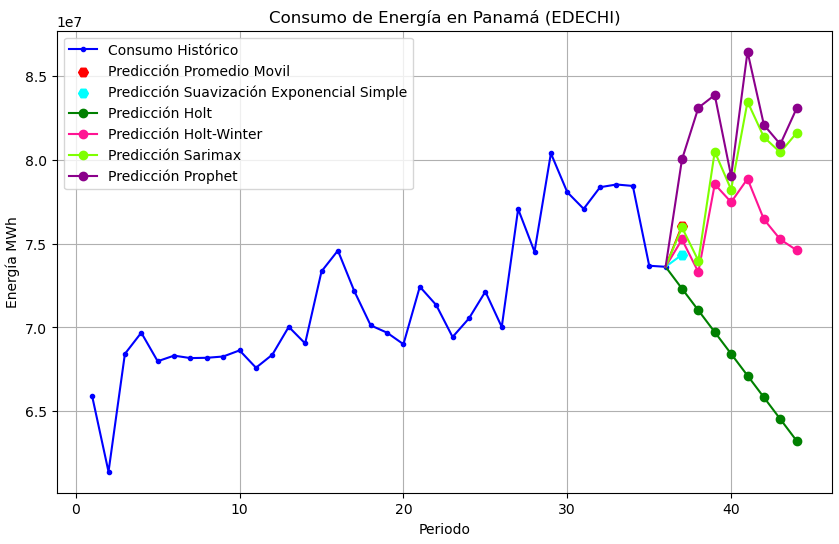 Consumo de Energía en Panamá (EDECHI)
1e7
Consumo Histórico
Predicción Promedio Movil
Predicción Suavización Exponencial Simple
Predicción Holt
Predicción Holt-Winter
Predicción Sarimax
Predicción Prophet
8.5
8.0
7.5
7.0
6.5
Energía MWh
0 10 20 30 40
Periodo